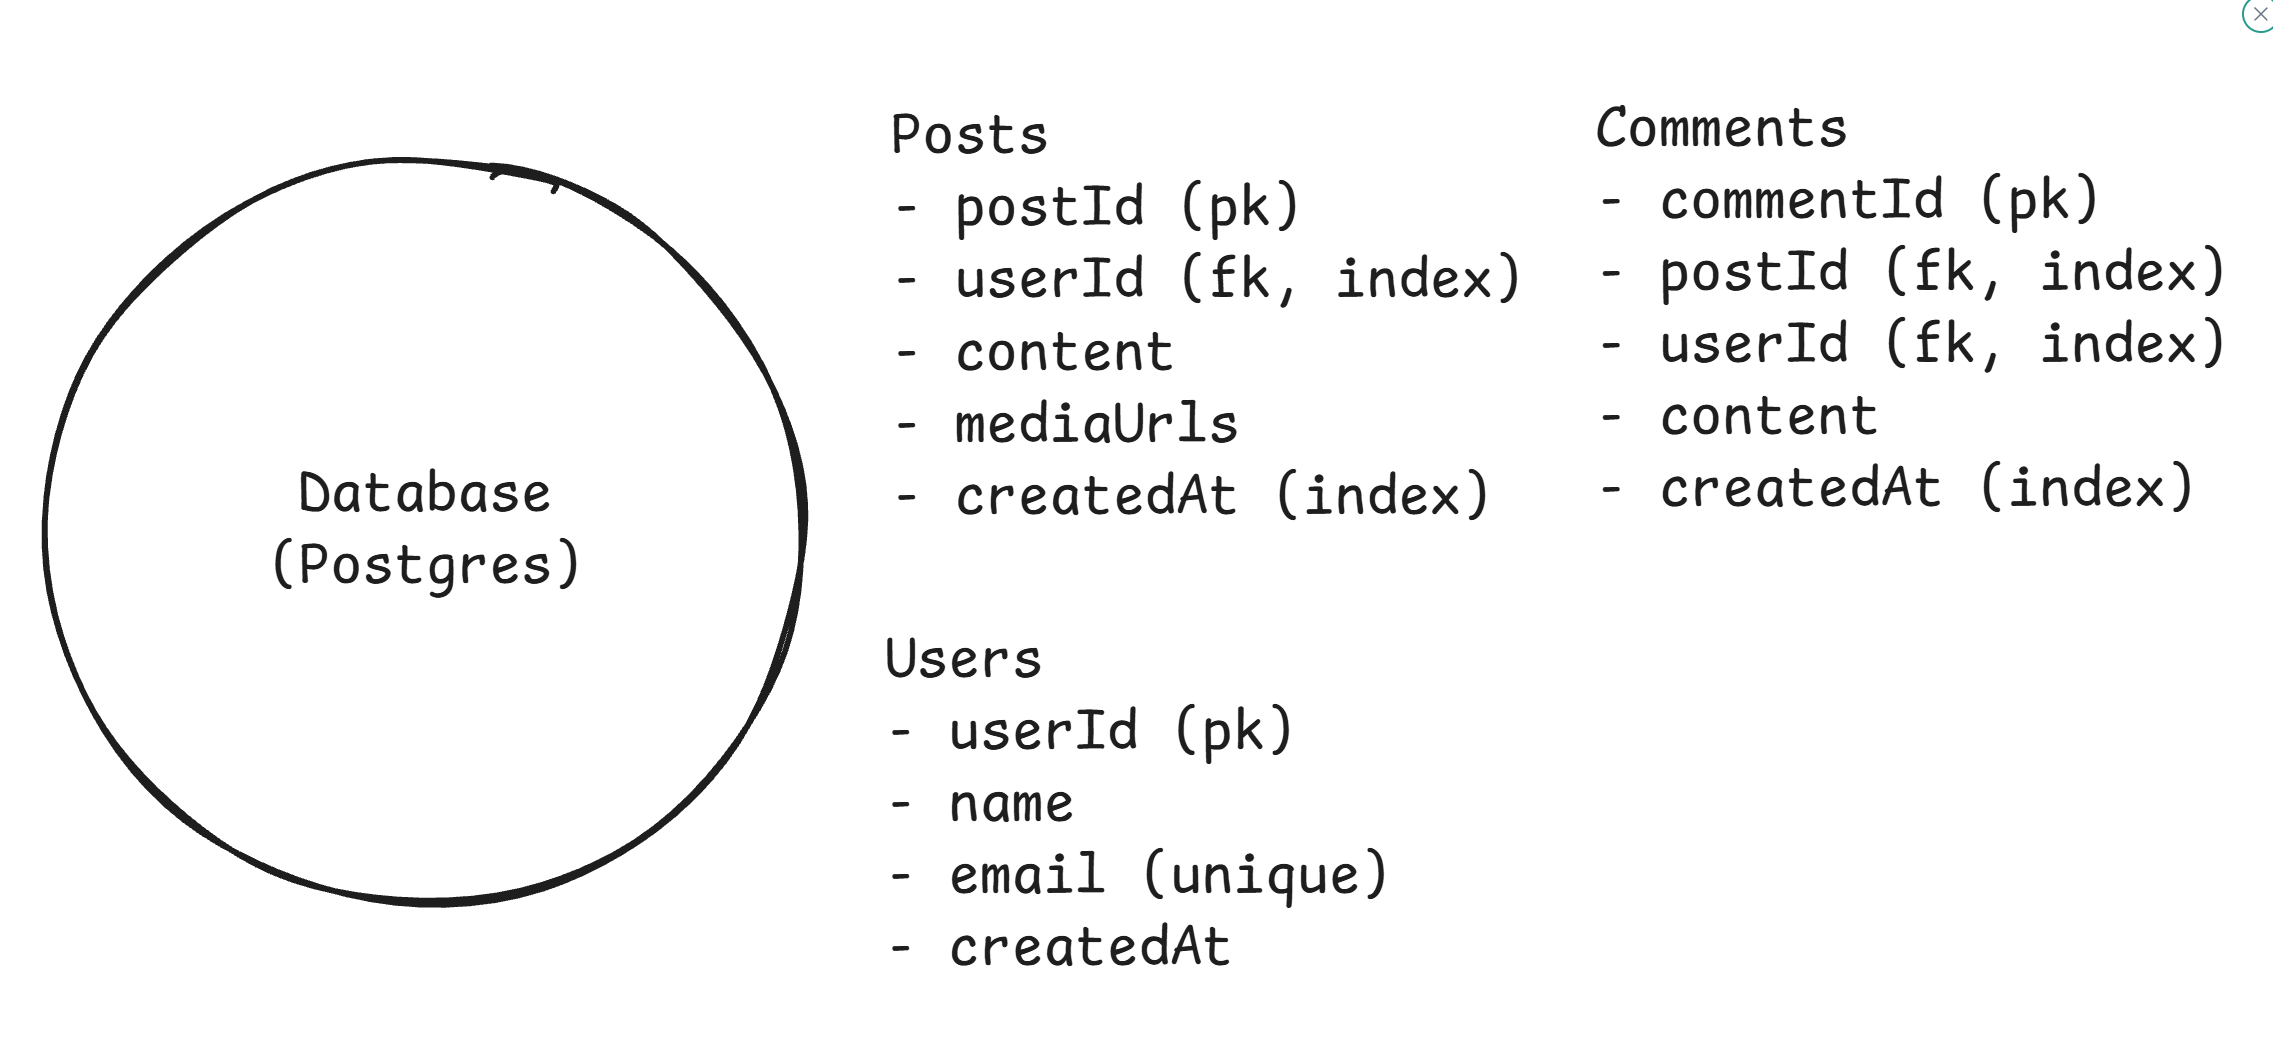 Database
(Postgres)
Posts
- postId (pk)
- userId (fk, index)
- content
- mediaUrls
- createdAt (index)
Comments
- commentId (pk)
- postId (fk, index)
- userId (fk, index)
- content
- createdAt (index)
Users
- userId (pk)
- name
- email (unique)
- createdAt